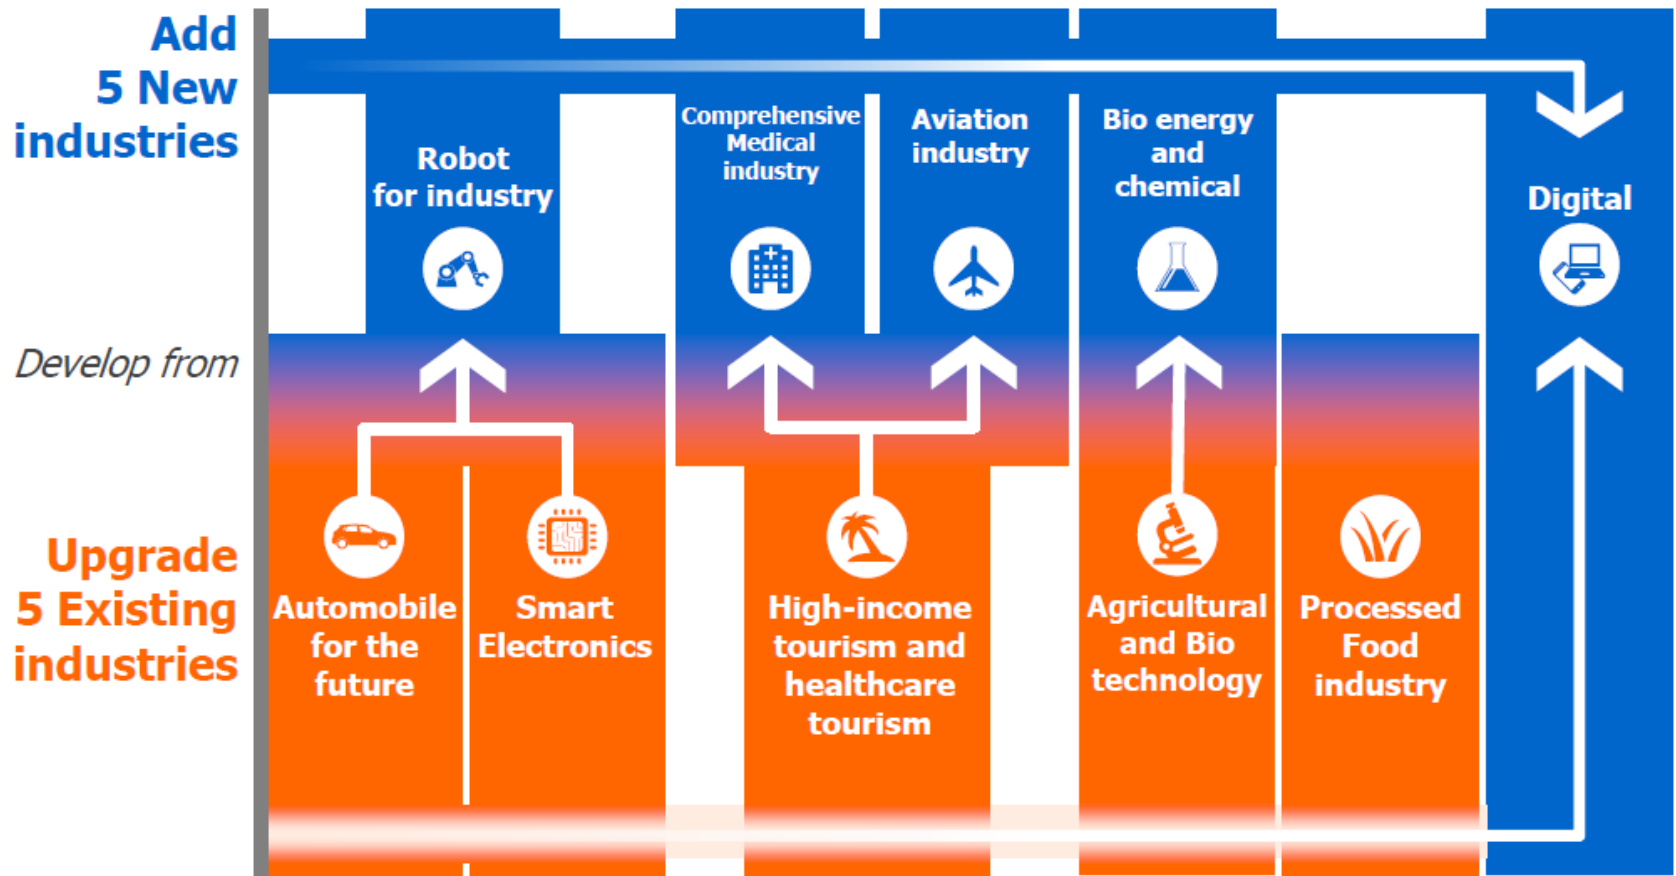 Add
5 New
industries
Robot
for industry
Comprehensive
Medical
industry
Aviation
industry
Bio energy
and
chemical
Digital
Develop from
Upgrade
5 Existing
industries
Automobile
for the
future
Smart
Electronics
High-income
tourism and
healthcare
tourism
Agricultural
and Bio
technology
Processed
Food
industry